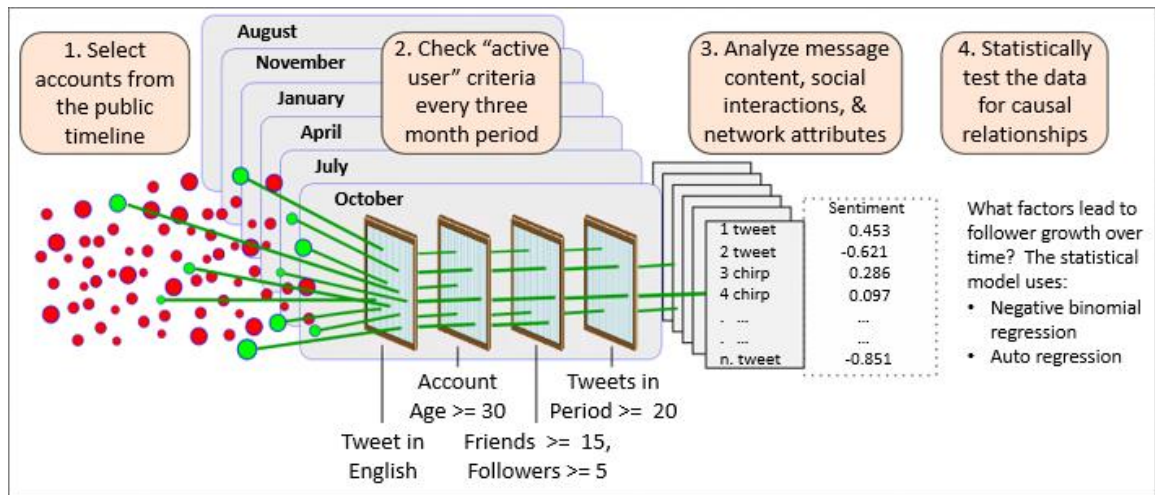 1. Select
accounts from
the public
timeline
August
November
January
April
July
October
2. Check “active
user” criteria
every three
month period
3. Analyze message
content, social
interactions, &
network attributes
4. Statistically
test the data
for causal
relationships
Tweet in
English
Account
Age >= 30
Friends >= 15,
Followers >= 5
Tweets in
Period >= 20
Sentiment
1 tweet 0.453
2 tweet -0.621
3 chirp 0.286
4 chirp 0.097
. ... ...
. ... ...
n. tweet -0.851
What factors lead to
follower growth over
time? The statistical
model uses:
• Negative binomial
regression
• Auto regression